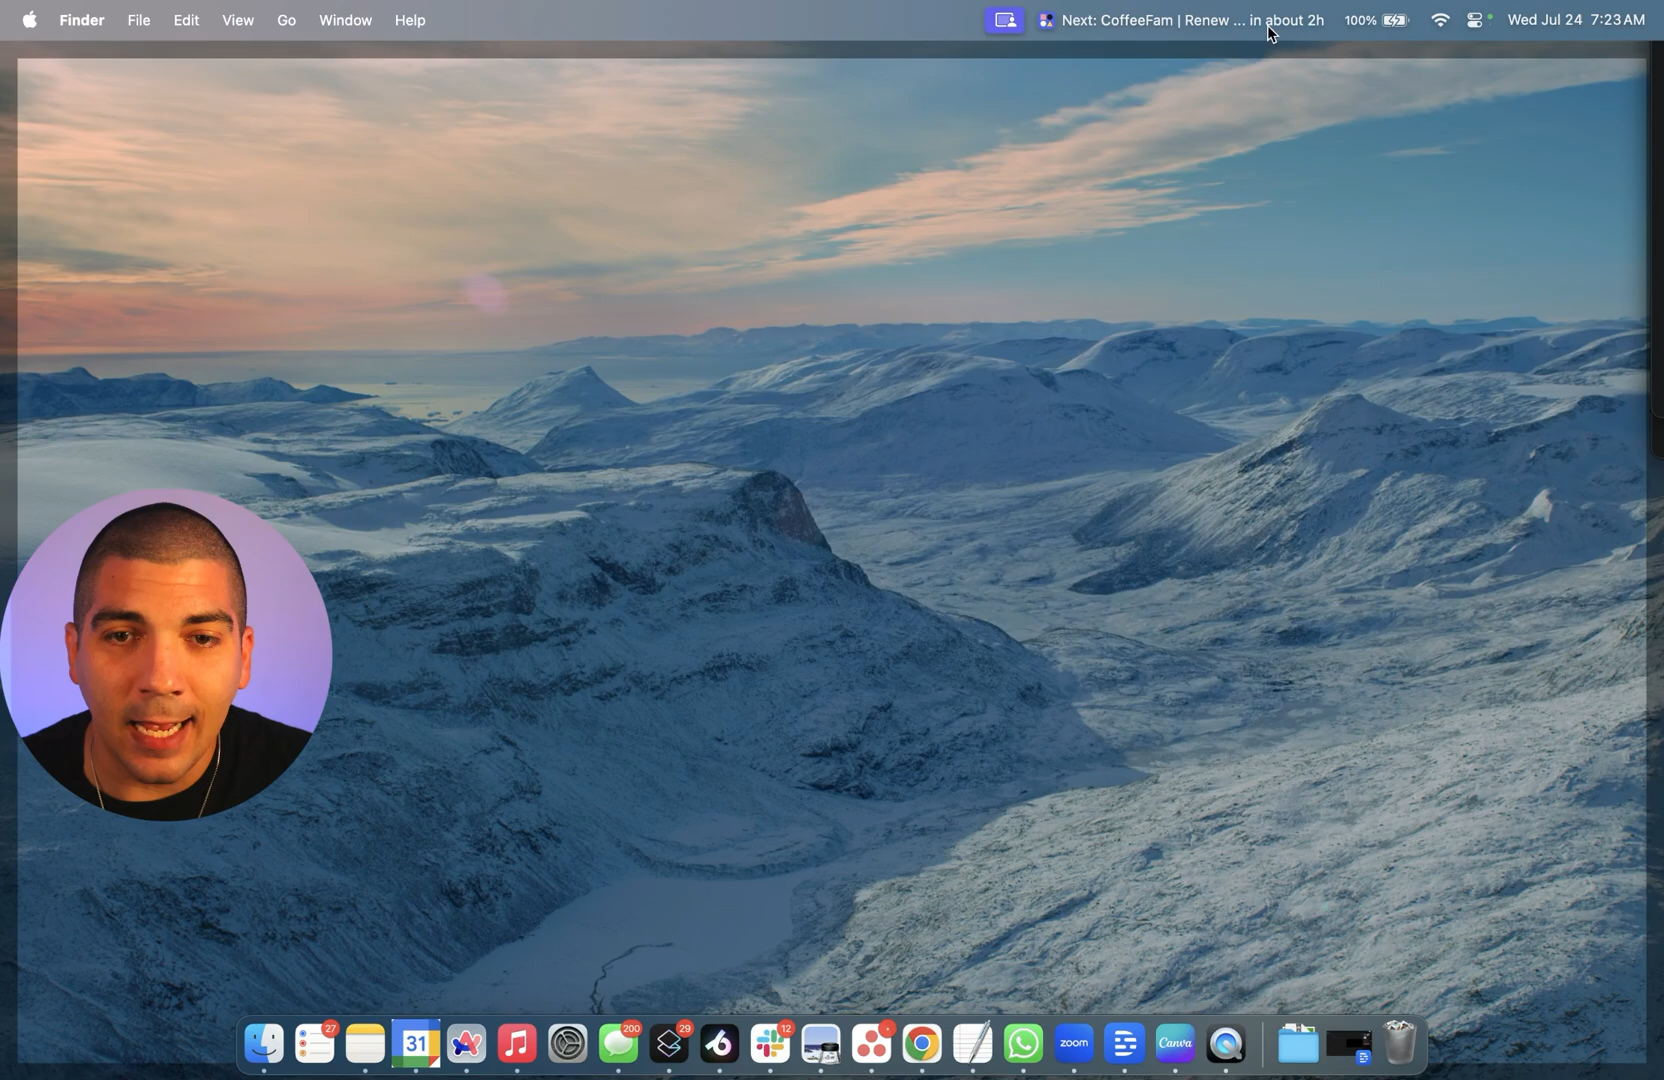 Finder File Edit View Go Window Help Next: CoffeeFam | Renew ... in about 2h 100% Wed Jul 24 7:23 AM
27 31 200 29 12 zoom Canva